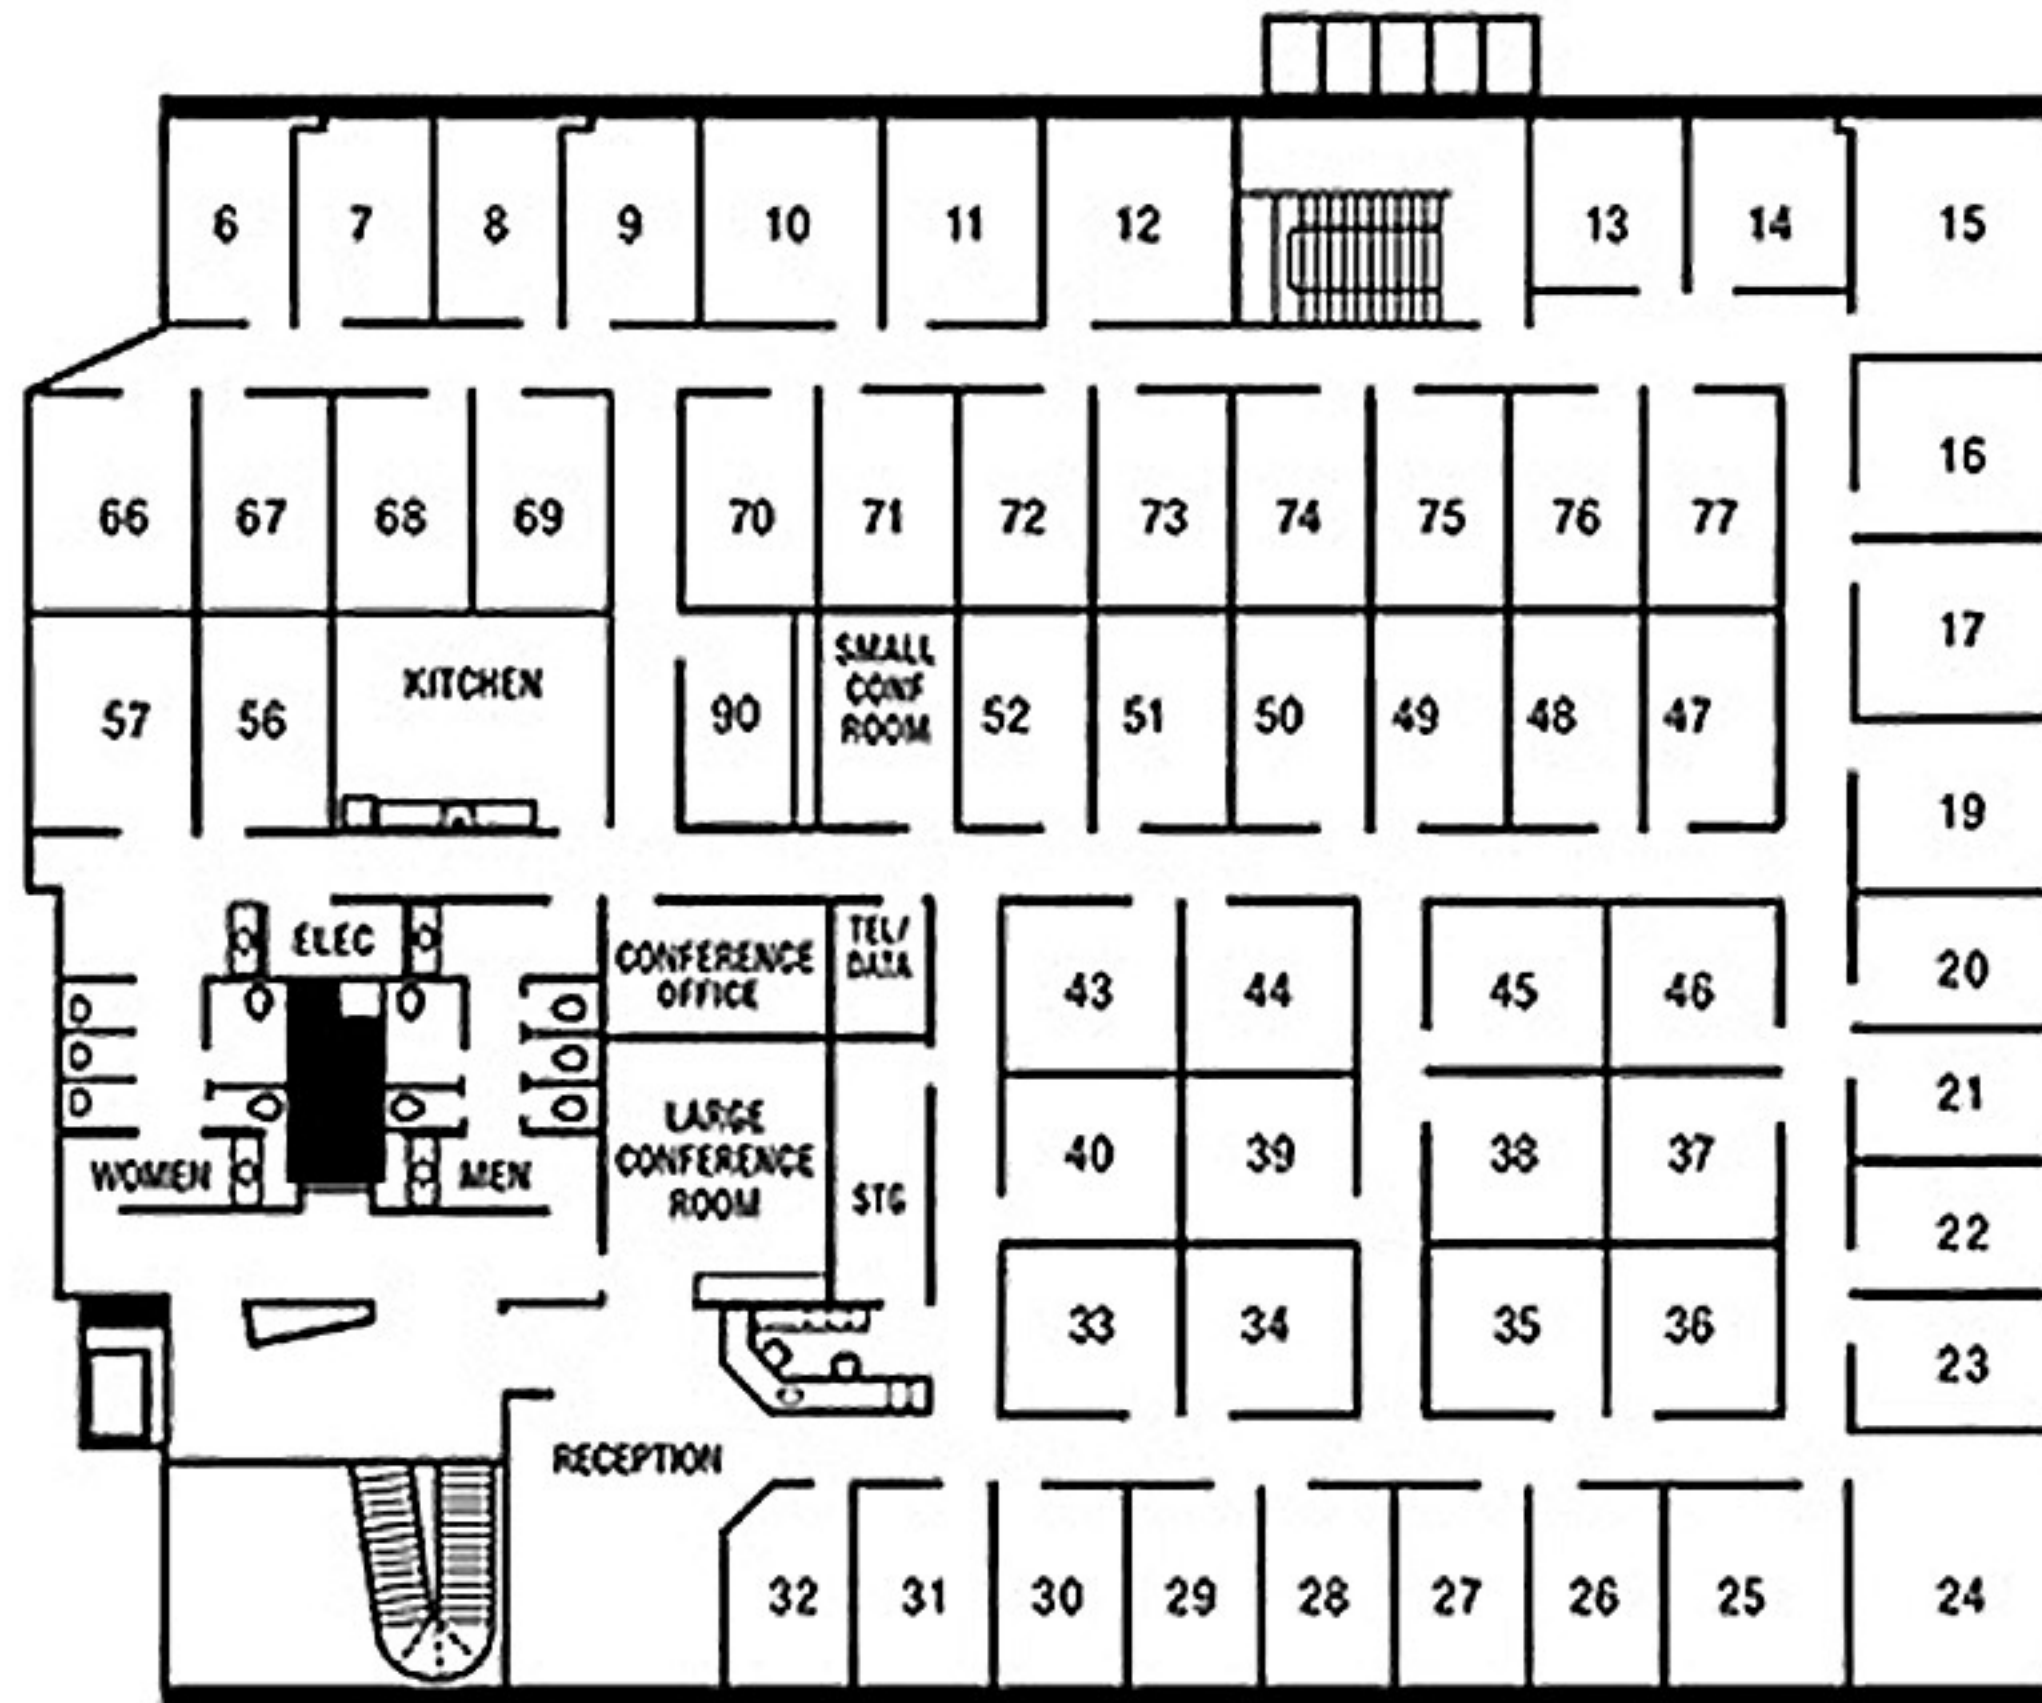 6 7 8 9 10 11 12 13 14 15
16
66 67 68 69 70 71 72 73 74 75 76 77
17
KITCHEN
SMALL
CONF
ROOM
57 56 90 52 51 50 49 48 47
19
ELEC
CONFERENCE
OFFICE
TEL/
DATA
43 44 45 46
20
21
LARGE
CONFERENCE
ROOM
40 39 38 37
WOMEN
MEN
STG
22
33 34 35 36
23
RECEPTION
32 31 30 29 28 27 26 25 24